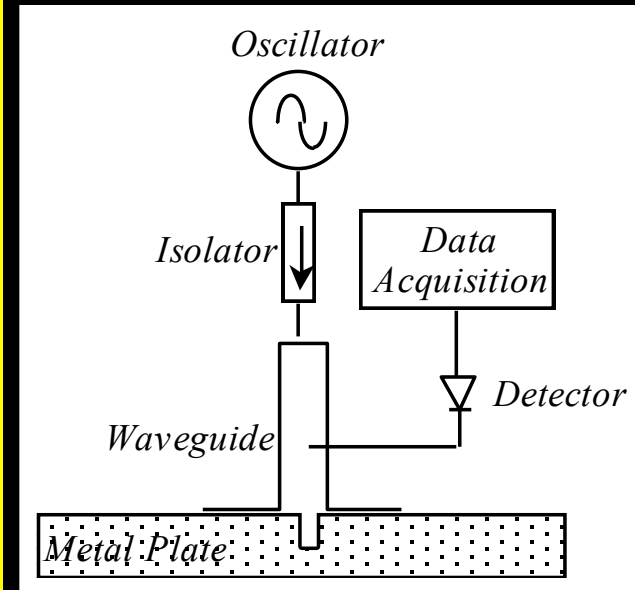 Oscillator
Isolator
Data
Acquisition
Detector
Waveguide
Metal Plate